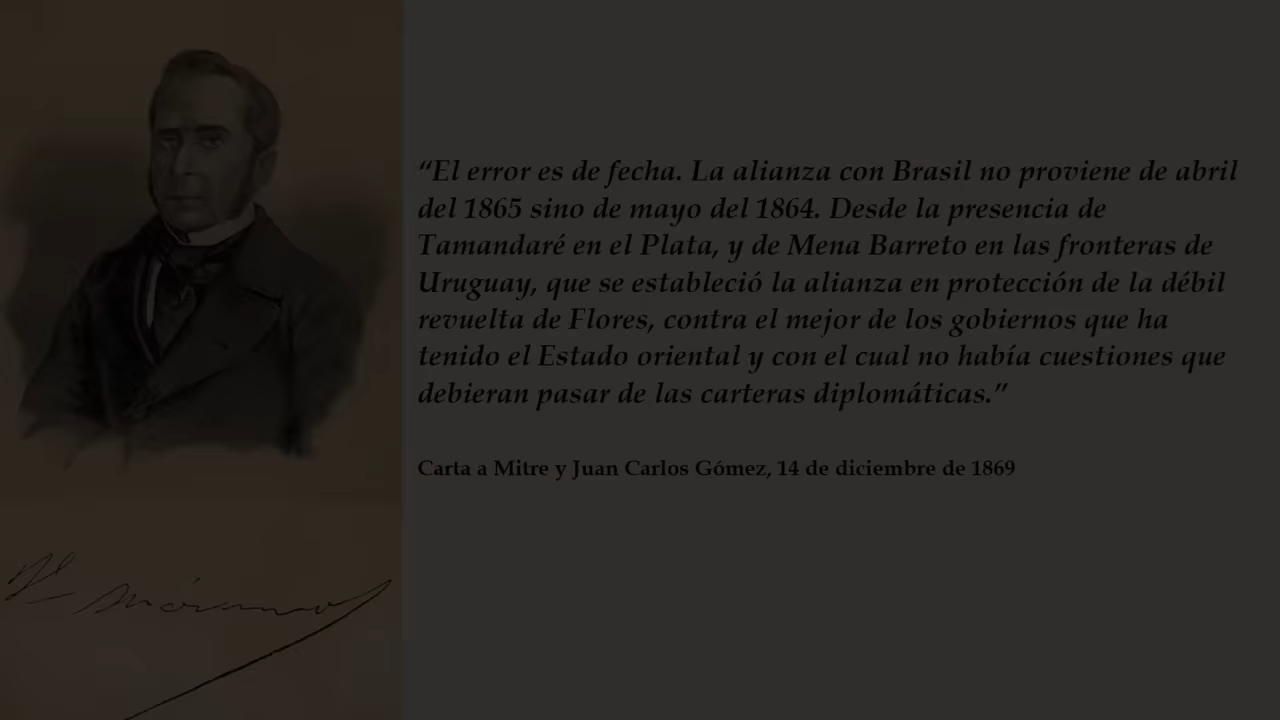 “El error es de fecha. La alianza con Brasil no proviene de abril
del 1865 sino de mayo del 1864. Desde la presencia de
Tamandaré en el Plata, y de Mena Barreto en las fronteras de
Uruguay, que se estableció la alianza en protección de la débil
revuelta de Flores, contra el mejor de los gobiernos que ha
tenido el Estado oriental y con el cual no había cuestiones que
debieran pasar de las carteras diplomáticas.”
Carta a Mitre y Juan Carlos Gómez, 14 de diciembre de 1869